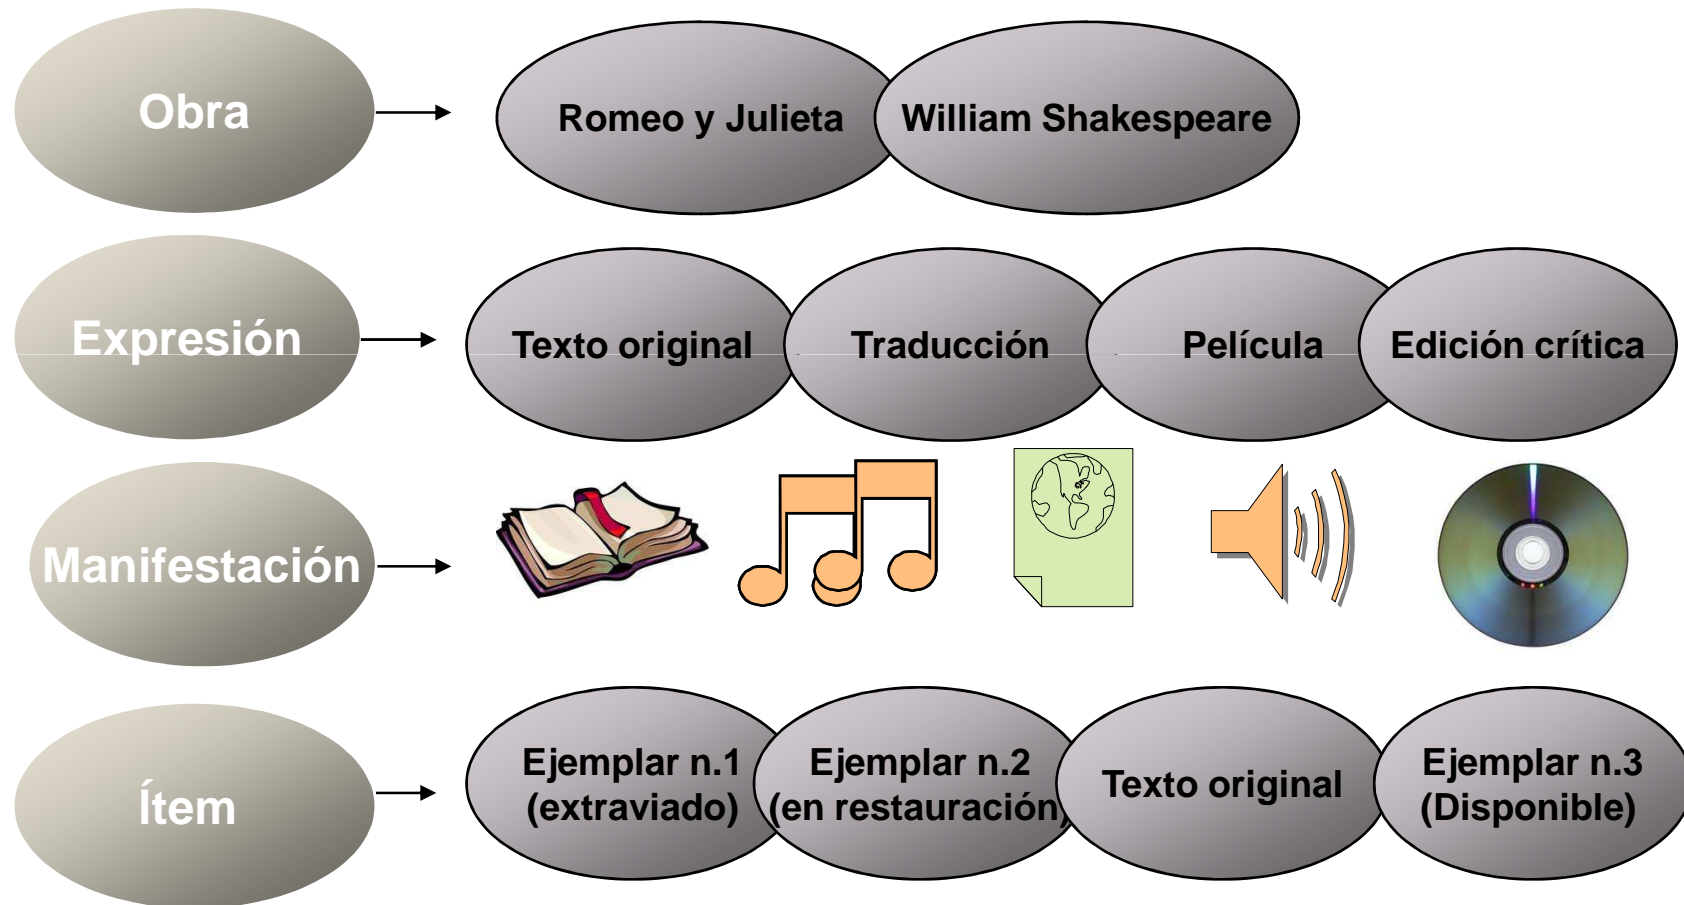 Obra
Romeo y Julieta
William Shakespeare
Expresión
Texto original
Traducción
Película
Edición crítica
Manifestación
Ítem
Ejemplar n.1
(extraviado)
Ejemplar n.2
(en restauración)
Texto original
Ejemplar n.3
(Disponible)